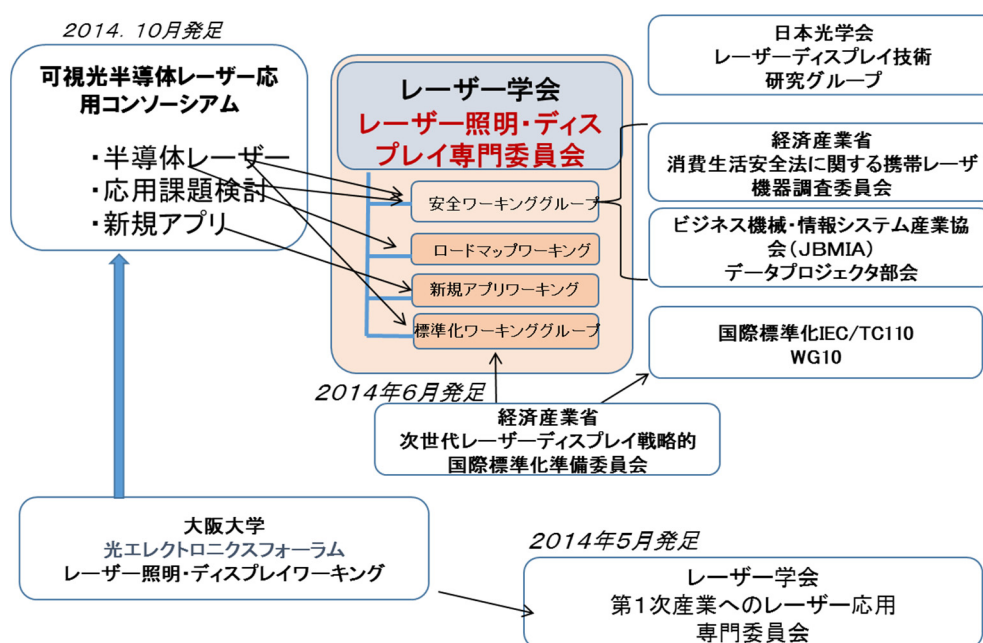 2014. 10月発足
可視光半導体レーザー応
用コンソーシアム
・半導体レーザー
・応用課題検討
・新規アプリ
レーザー学会
レーザー照明・ディス
プレイ専門委員会
安全ワーキンググループ
ロードマップワーキング
新規アプリワーキング
標準化ワーキンググループ
2014年6月発足
日本光学会
レーザーディスプレイ技術
研究グループ
経済産業省
消費生活安全法に関する携帯レーザ
機器調査委員会
ビジネス機械・情報システム産業協
会(JBMIA)
データプロジェクタ部会
国際標準化IEC/TC110
WG10
経済産業省
次世代レーザーディスプレイ戦略的
国際標準化準備委員会
大阪大学
光エレクトロニクスフォーラム
レーザー照明・ディスプレイワーキング
2014年5月発足
レーザー学会
第1次産業へのレーザー応用
専門委員会